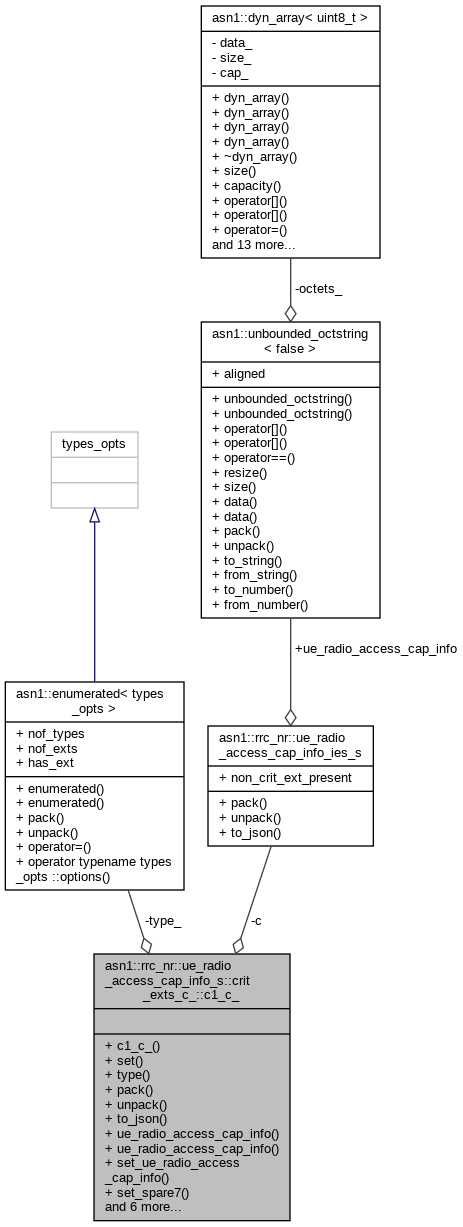 asn1::dyn_array< uint8_t >
- data_
- size_
- cap_
+ dyn_array()
+ dyn_array()
+ dyn_array()
+ dyn_array()
+ ~dyn_array()
+ size()
+ capacity()
+ operator[]()
+ operator[]()
+ operator=()
and 13 more...
-octets_
asn1::unbounded_octstring
< false >
+ aligned
+ unbounded_octstring()
+ unbounded_octstring()
+ operator[]()
+ operator[]()
+ operator==()
+ resize()
+ size()
+ data()
+ data()
+ pack()
+ unpack()
+ to_string()
+ from_string()
+ to_number()
+ from_number()
types_opts
+ue_radio_access_cap_info
asn1::enumerated< types
_opts >
+ nof_types
+ nof_exts
+ has_ext
+ enumerated()
+ enumerated()
+ pack()
+ unpack()
+ operator=()
+ operator typename types
_opts ::options()
asn1::rrc_nr::ue_radio
_access_cap_info_ies_s
+ non_crit_ext_present
+ pack()
+ unpack()
+ to_json()
-type_
-c
asn1::rrc_nr::ue_radio
_access_cap_info_s::crit
_exts_c_::c1_c_
+ c1_c_()
+ set()
+ type()
+ pack()
+ unpack()
+ to_json()
+ ue_radio_access_cap_info()
+ ue_radio_access_cap_info()
+ set_ue_radio_access
_cap_info()
+ set_spare7()
and 6 more...